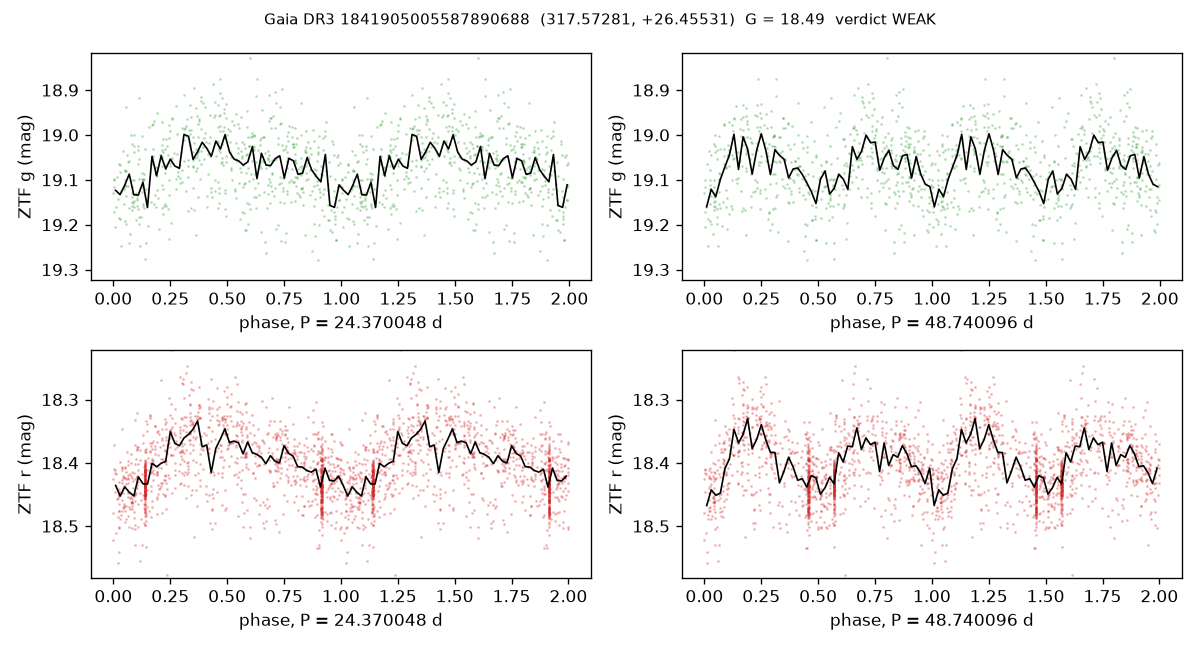 Gaia DR3 1841905005587890688 (317.57281, +26.45531) G = 18.49 verdict WEAK
ZTF g (mag)
18.9
19.0
19.1
19.2
19.3
0.00 0.25 0.50 0.75 1.00 1.25 1.50 1.75 2.00
phase, P = 24.370048 d
ZTF g (mag)
18.9
19.0
19.1
19.2
19.3
0.00 0.25 0.50 0.75 1.00 1.25 1.50 1.75 2.00
phase, P = 48.740096 d
ZTF r (mag)
18.3
18.4
18.5
0.00 0.25 0.50 0.75 1.00 1.25 1.50 1.75 2.00
phase, P = 24.370048 d
ZTF r (mag)
18.3
18.4
18.5
0.00 0.25 0.50 0.75 1.00 1.25 1.50 1.75 2.00
phase, P = 48.740096 d